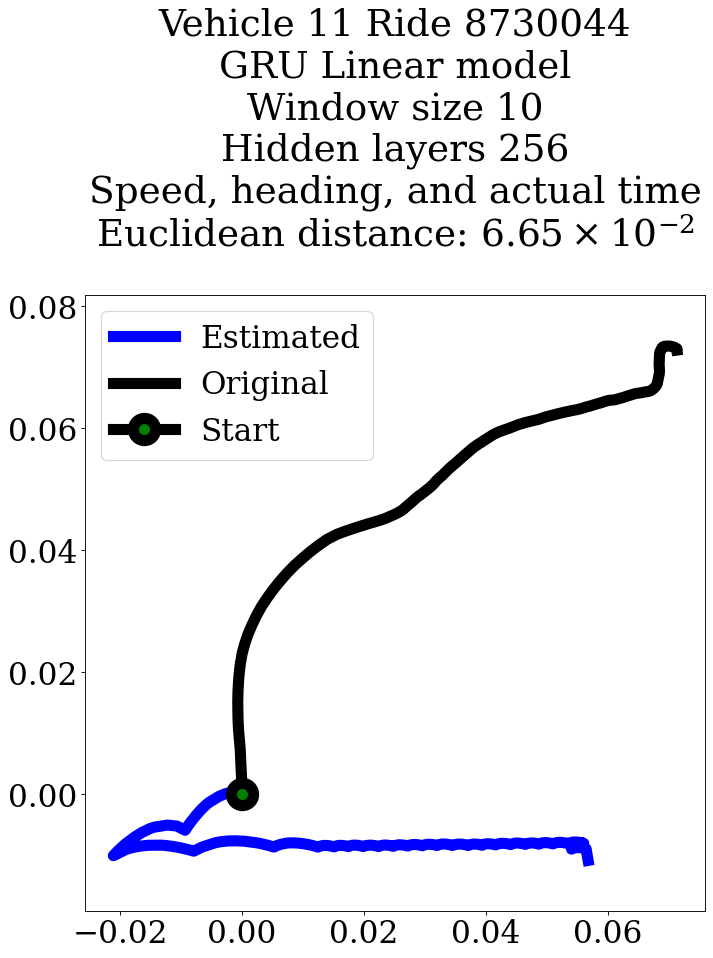 Vehicle 11 Ride 8730044
GRU Linear model
Window size 10
Hidden layers 256
Speed, heading, and actual time
Euclidean distance: 6.65 × 10⁻²
Estimated
Original
Start
0.08
0.06
0.04
0.02
0.00
−0.02 0.00 0.02 0.04 0.06